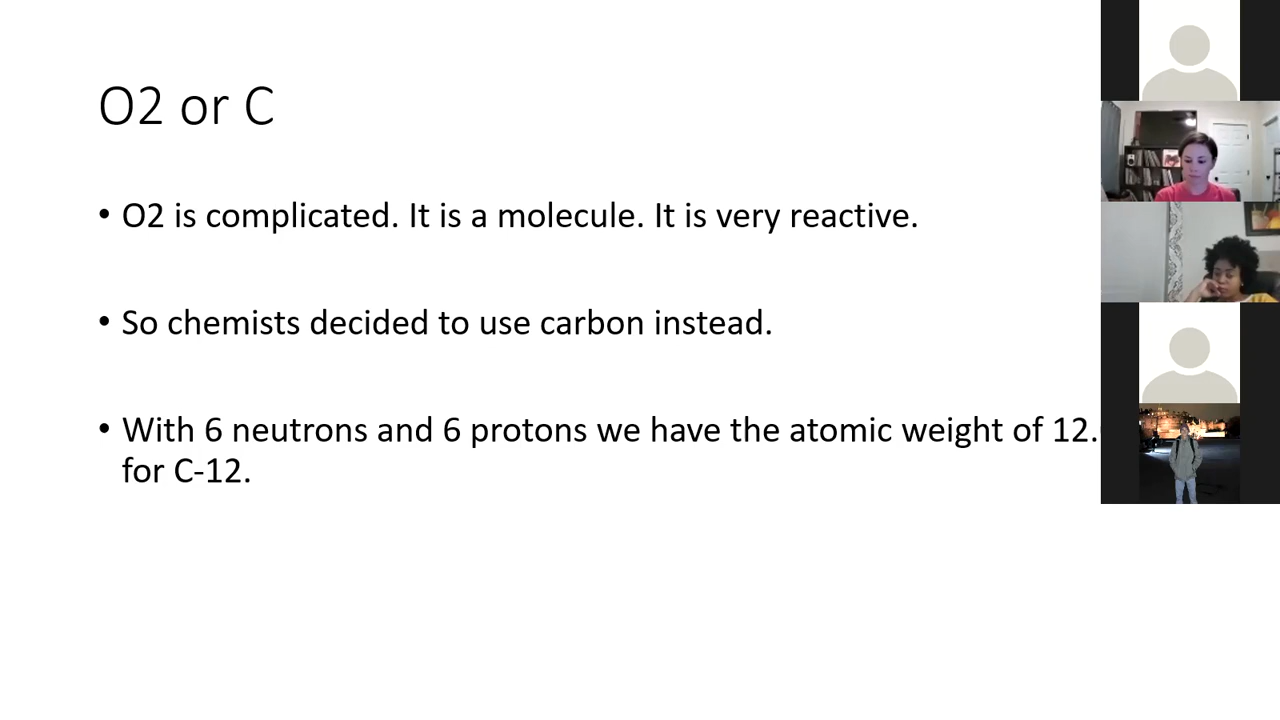 O2 or C
• O2 is complicated. It is a molecule. It is very reactive.
• So chemists decided to use carbon instead.
• With 6 neutrons and 6 protons we have the atomic weight of 12.
for C-12.